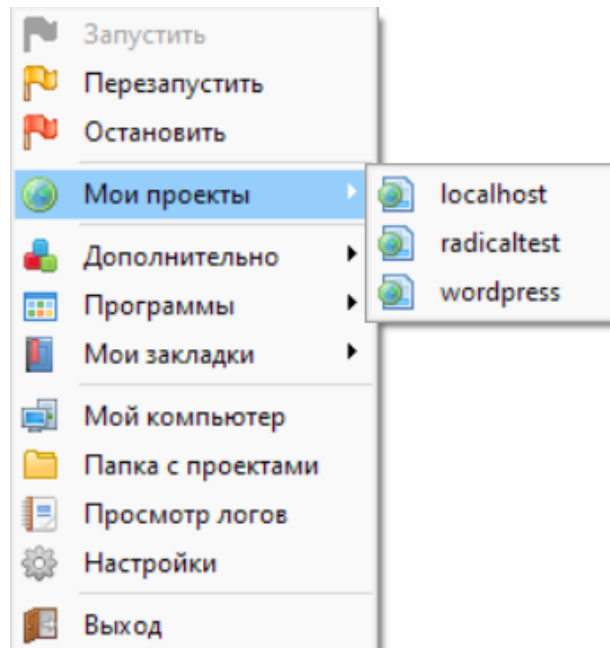 Запустить
Перезапустить
Остановить
Мои проекты
localhost
radicaltest
wordpress
Дополнительно
Программы
Мои закладки
Мой компьютер
Папка с проектами
Просмотр логов
Настройки
Выход